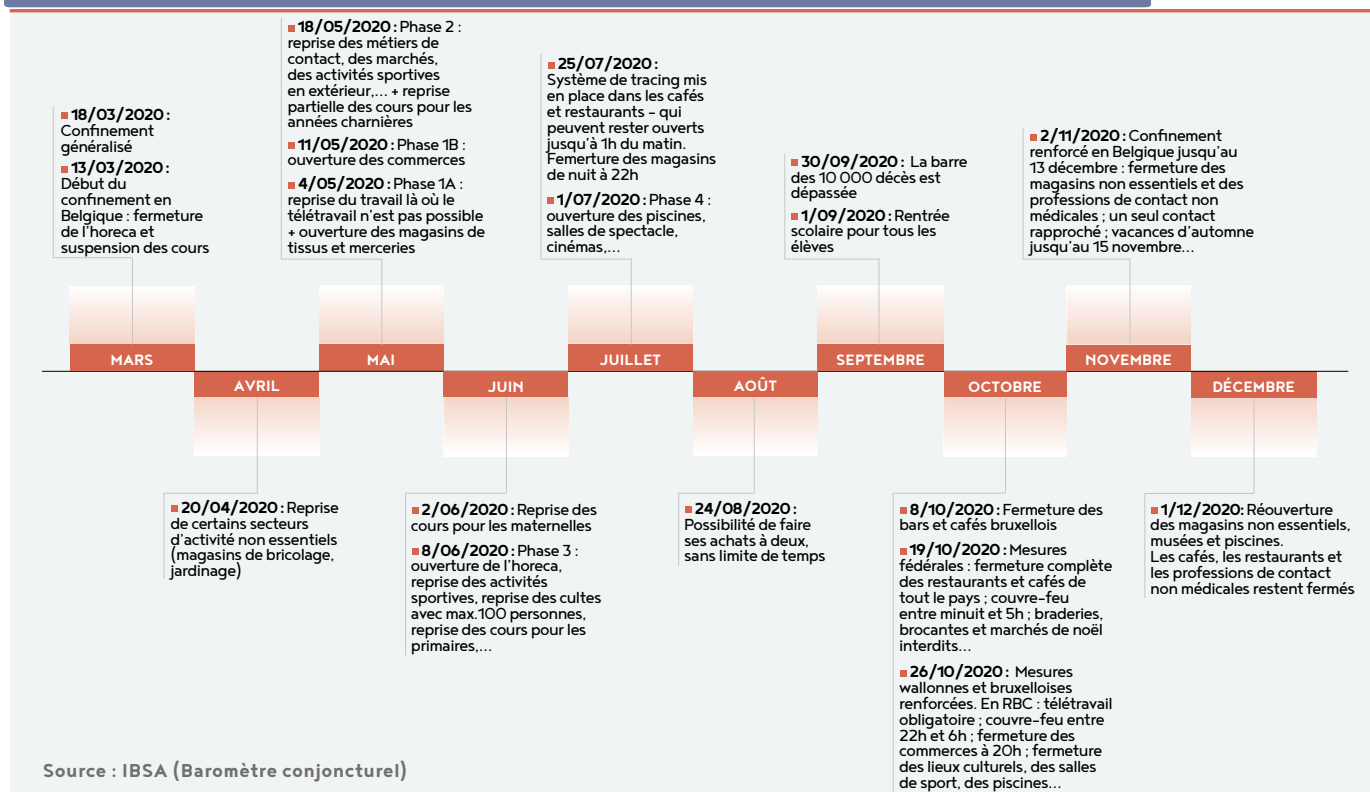 ■ 18/03/2020 :
Confinement
généralisé
■ 13/03/2020 :
Début du
confinement en
Belgique : fermeture
de l’horeca et
suspension des cours
■ 18/05/2020 : Phase 2 :
reprise des métiers de
contact, des marchés,
des activités sportives
en extérieur,... + reprise
partielle des cours pour les
années charnières
■ 11/05/2020 : Phase 1B :
ouverture des commerces
■ 4/05/2020 : Phase 1A :
reprise du travail là où le
télétravail n’est pas possible
+ ouverture des magasins de
tissus et merceries
■ 25/07/2020 :
Système de tracing mis
en place dans les cafés
et restaurants - qui
peuvent rester ouverts
jusqu’à 1h du matin.
Femerture des magasins
de nuit à 22h
■ 1/07/2020 : Phase 4 :
ouverture des piscines,
salles de spectacle,
cinémas,...
■ 30/09/2020 : La barre
des 10 000 décès est
dépassée
■ 1/09/2020 : Rentrée
scolaire pour tous les
élèves
■ 2/11/2020 : Confinement
renforcé en Belgique jusqu’au
13 décembre : fermeture des
magasins non essentiels et des
professions de contact non
médicales ; un seul contact
rapproché ; vacances d’automne
jusqu’au 15 novembre...
MARS
AVRIL
MAI
JUIN
JUILLET
AOÛT
SEPTEMBRE
OCTOBRE
NOVEMBRE
DÉCEMBRE
■ 20/04/2020 : Reprise
de certains secteurs
d’activité non essentiels
(magasins de bricolage,
jardinage)
■ 2/06/2020 : Reprise des
cours pour les maternelles
■ 8/06/2020 : Phase 3 :
ouverture de l’horeca,
reprise des activités
sportives, reprise des cultes
avec max.100 personnes,
reprise des cours pour les
primaires,...
■ 24/08/2020 :
Possibilité de faire
ses achats à deux,
sans limite de temps
■ 8/10/2020 : Fermeture des
bars et cafés bruxellois
■ 19/10/2020 : Mesures
fédérales : fermeture complète
des restaurants et cafés de
tout le pays ; couvre-feu
entre minuit et 5h ; braderies,
brocantes et marchés de noël
interdits...
■ 26/10/2020 : Mesures
wallonnes et bruxelloises
renforcées. En RBC : télétravail
obligatoire ; couvre-feu entre
22h et 6h ; fermeture des
commerces à 20h ; fermeture
des lieux culturels, des salles
de sport, des piscines...
■ 1/12/2020: Réouverture
des magasins non essentiels,
musées et piscines.
Les cafés, les restaurants et
les professions de contact
non médicales restent fermés
Source : IBSA (Baromètre conjoncturel)